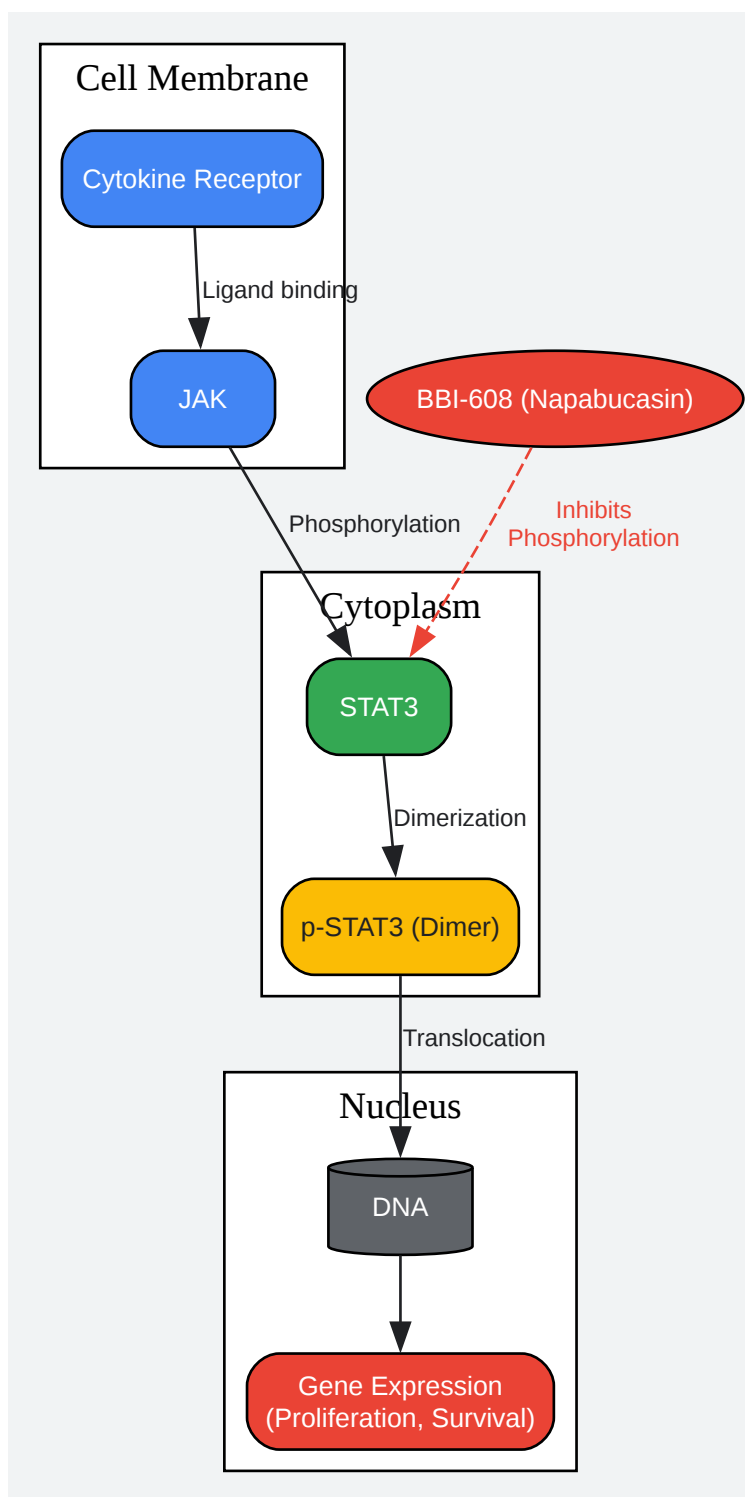 Cell Membrane
Cytokine Receptor
Ligand binding
JAK
BBI-608 (Napabucasin)
Phosphorylation
Inhibits
Phosphorylation
Cytoplasm
STAT3
Dimerization
p-STAT3 (Dimer)
Translocation
Nucleus
DNA
Gene Expression
(Proliferation, Survival)